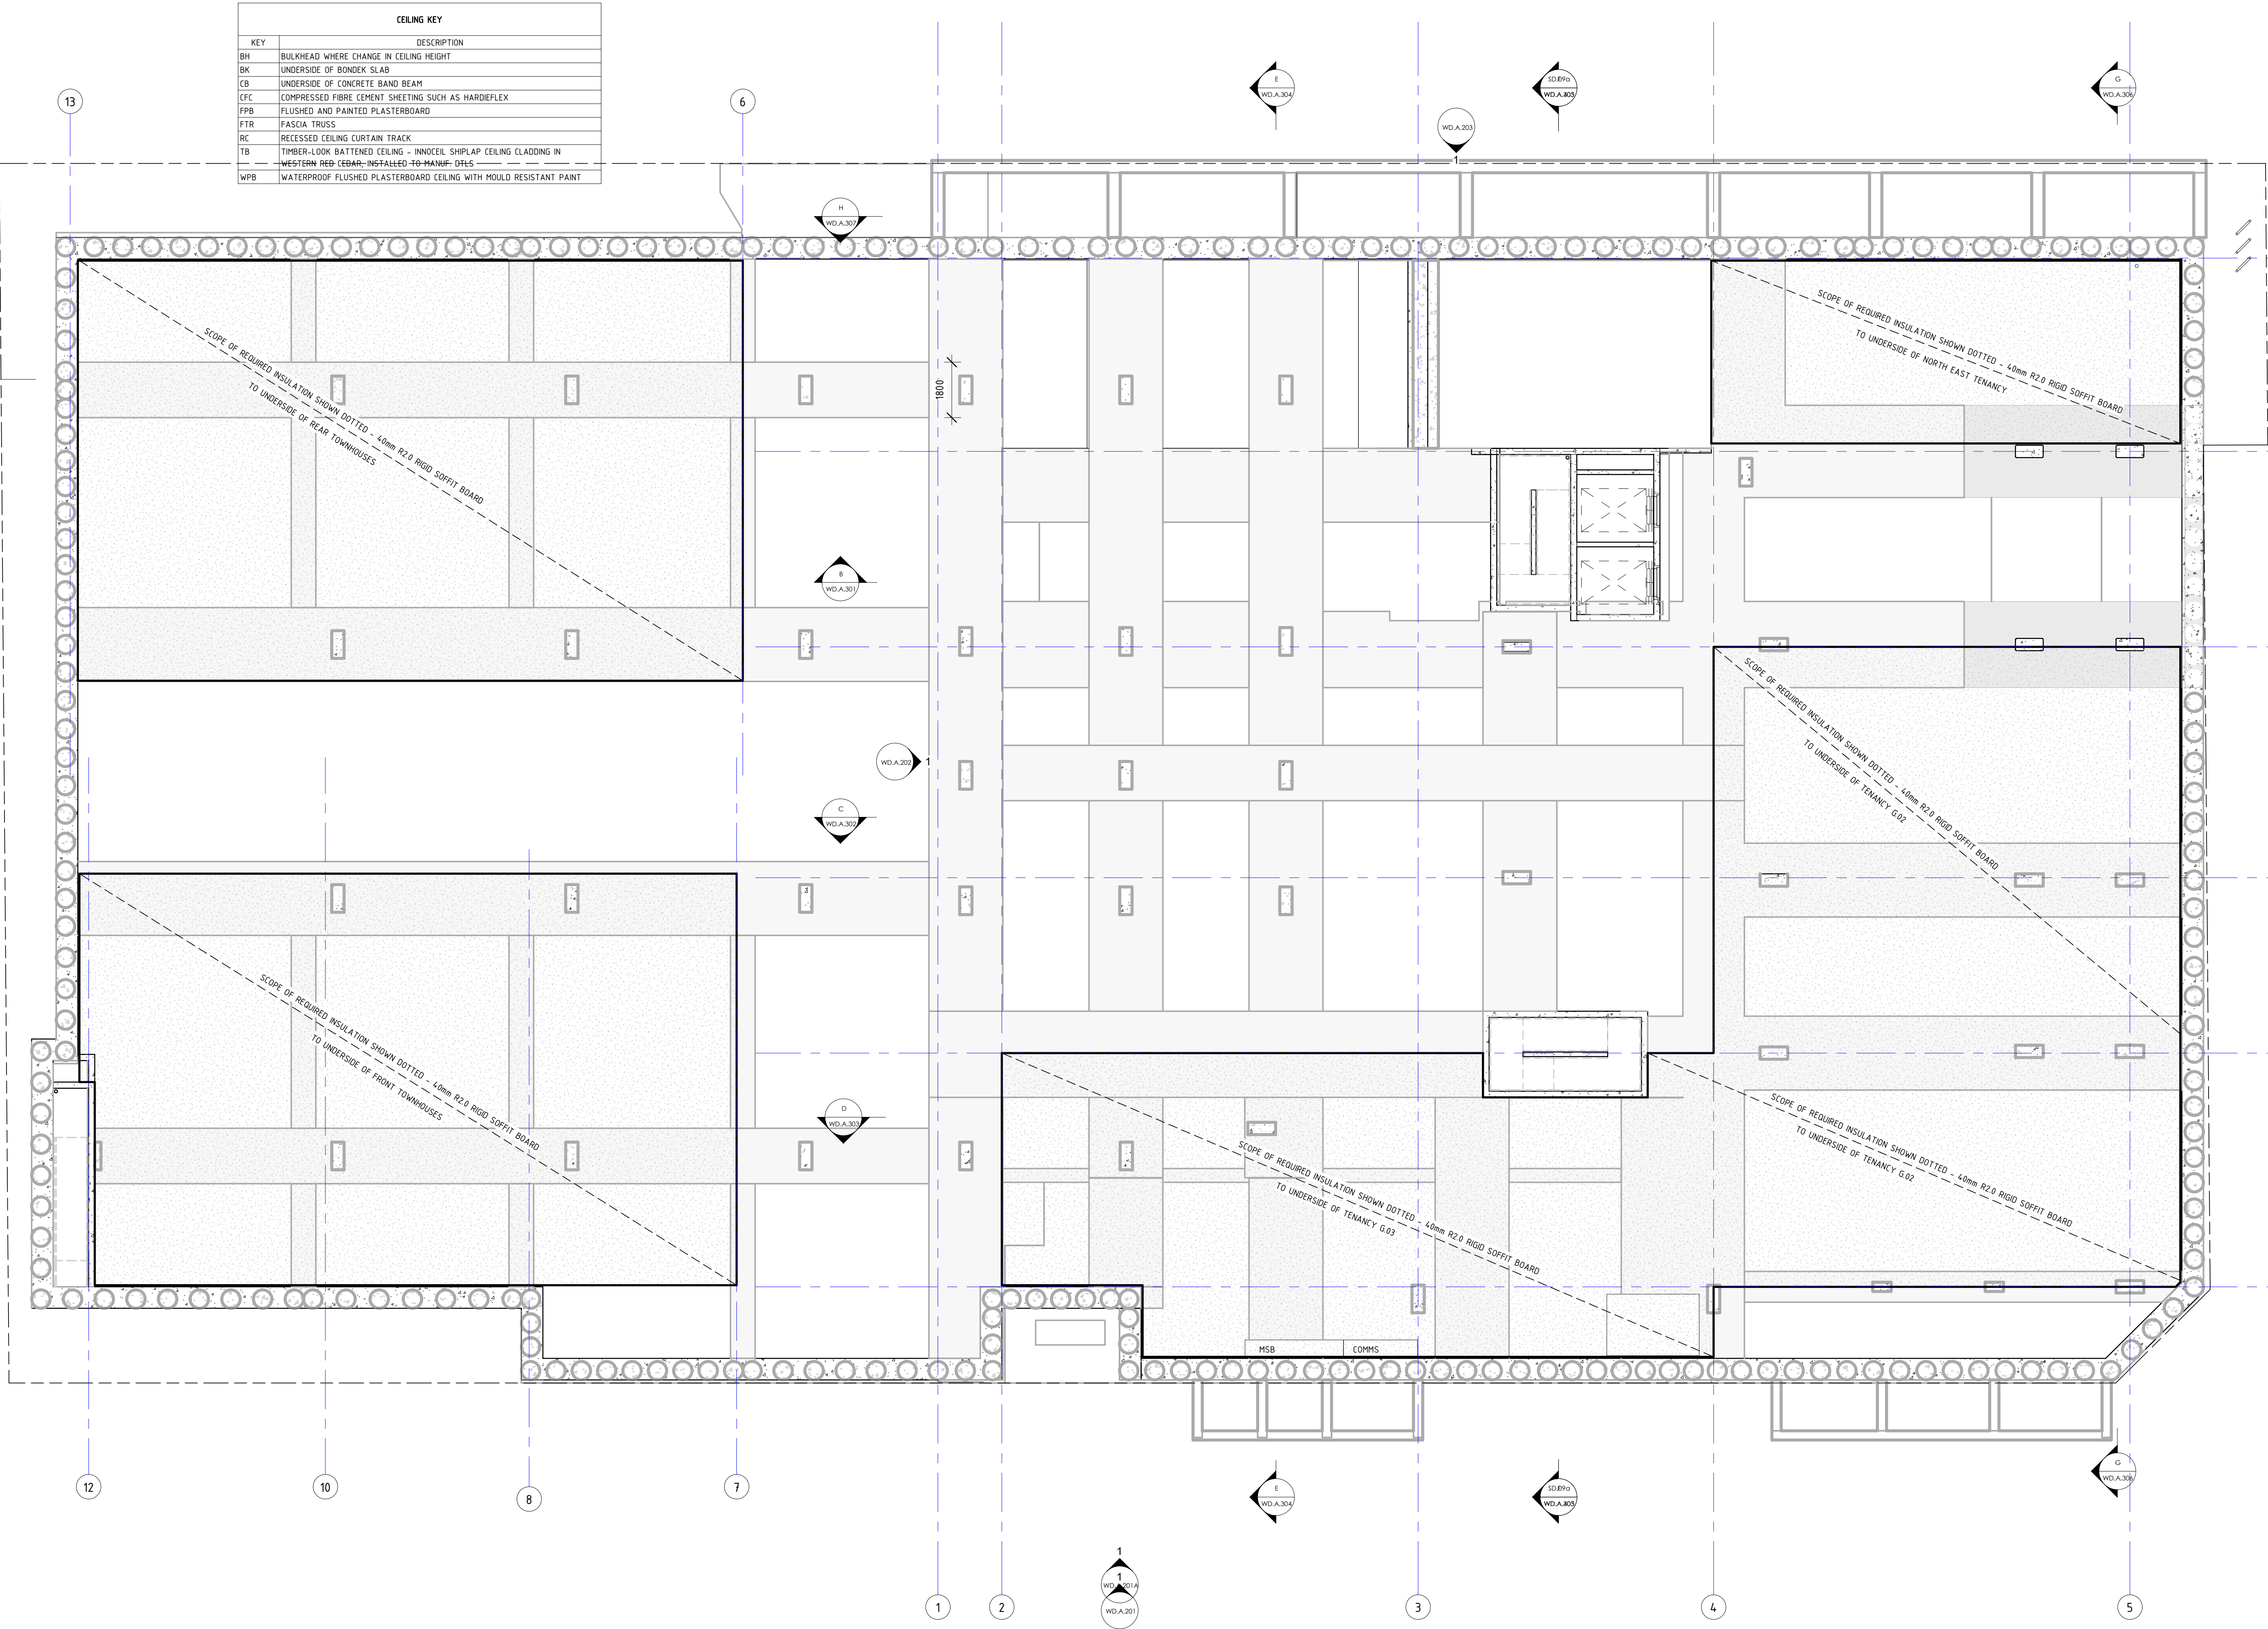 CEILING KEY
KEY DESCRIPTION
BH BULKHEAD WHERE CHANGE IN CEILING HEIGHT
BK UNDERSIDE OF BONDEK SLAB
CB UNDERSIDE OF CONCRETE BAND BEAM
CFC COMPRESSED FIBRE CEMENT SHEETING SUCH AS HARDIEFLEX
FPB FLUSHED AND PAINTED PLASTERBOARD
FTR FASCIA TRUSS
RC RECESSED CEILING CURTAIN TRACK
TB TIMBER-LOOK BATTENED CEILING - INNOCEIL SHIPLAP CEILING CLADDING IN
WESTERN RED CEDAR, INSTALLED TO MANUF. DTLS
WPB WATERPROOF FLUSHED PLASTERBOARD CEILING WITH MOULD RESISTANT PAINT
13
6
E
WD.A.304
WD.A.203
1
G
WD.A.306
H
WD.A.307
SCOPE OF REQUIRED INSULATION SHOWN DOTTED - 40mm R2.0 RIGID SOFFIT BOARD
TO UNDERSIDE OF REAR TOWNHOUSES
1800
SCOPE OF REQUIRED INSULATION SHOWN DOTTED - 40mm R2.0 RIGID SOFFIT BOARD
TO UNDERSIDE OF NORTH EAST TENANCY
B
WD.A.301
WD.A.202
1
C
WD.A.302
SCOPE OF REQUIRED INSULATION SHOWN DOTTED - 40mm R2.0 RIGID SOFFIT BOARD
TO UNDERSIDE OF TENANCY G.02
SCOPE OF REQUIRED INSULATION SHOWN DOTTED - 40mm R2.0 RIGID SOFFIT BOARD
TO UNDERSIDE OF FRONT TOWNHOUSES
D
WD.A.303
SCOPE OF REQUIRED INSULATION SHOWN DOTTED - 40mm R2.0 RIGID SOFFIT BOARD
TO UNDERSIDE OF TENANCY G.03
SCOPE OF REQUIRED INSULATION SHOWN DOTTED - 40mm R2.0 RIGID SOFFIT BOARD
TO UNDERSIDE OF TENANCY G.02
MSB
COMMS
12
10
8
7
E
WD.A.304
G
WD.A.306
1
1
WD.A.201A
WD.A.201
1
2
3
4
5